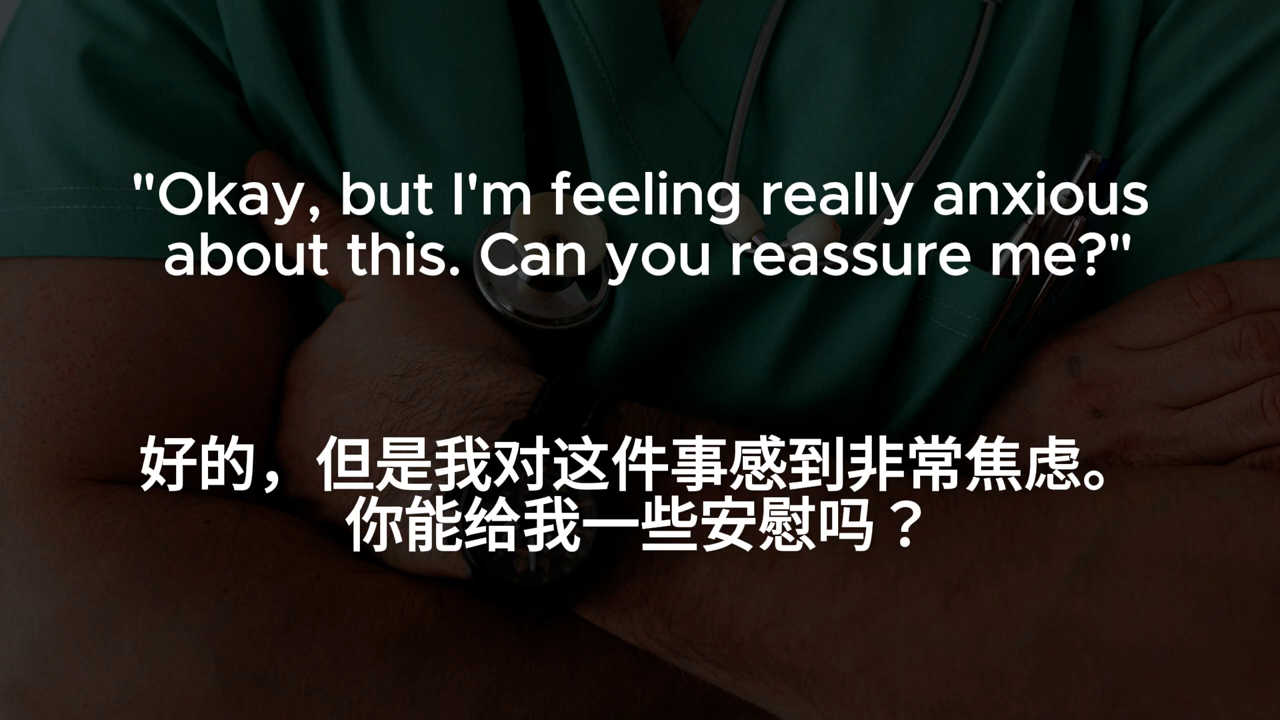 "Okay, but I'm feeling really anxious
about this. Can you reassure me?"
好的，但是我对这件事感到非常焦虑。
你能给我一些安慰吗？